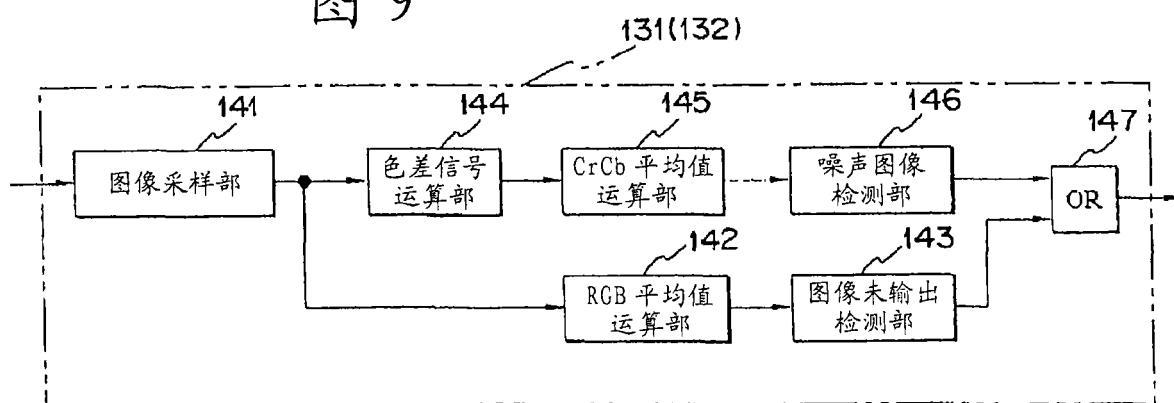 图 9
131(132)
141
144
145
146
147
图像采样部
色差信号
运算部
CrCb 平均值
运算部
噪声图像
检测部
OR
142
143
RGB 平均值
运算部
图像未输出
检测部